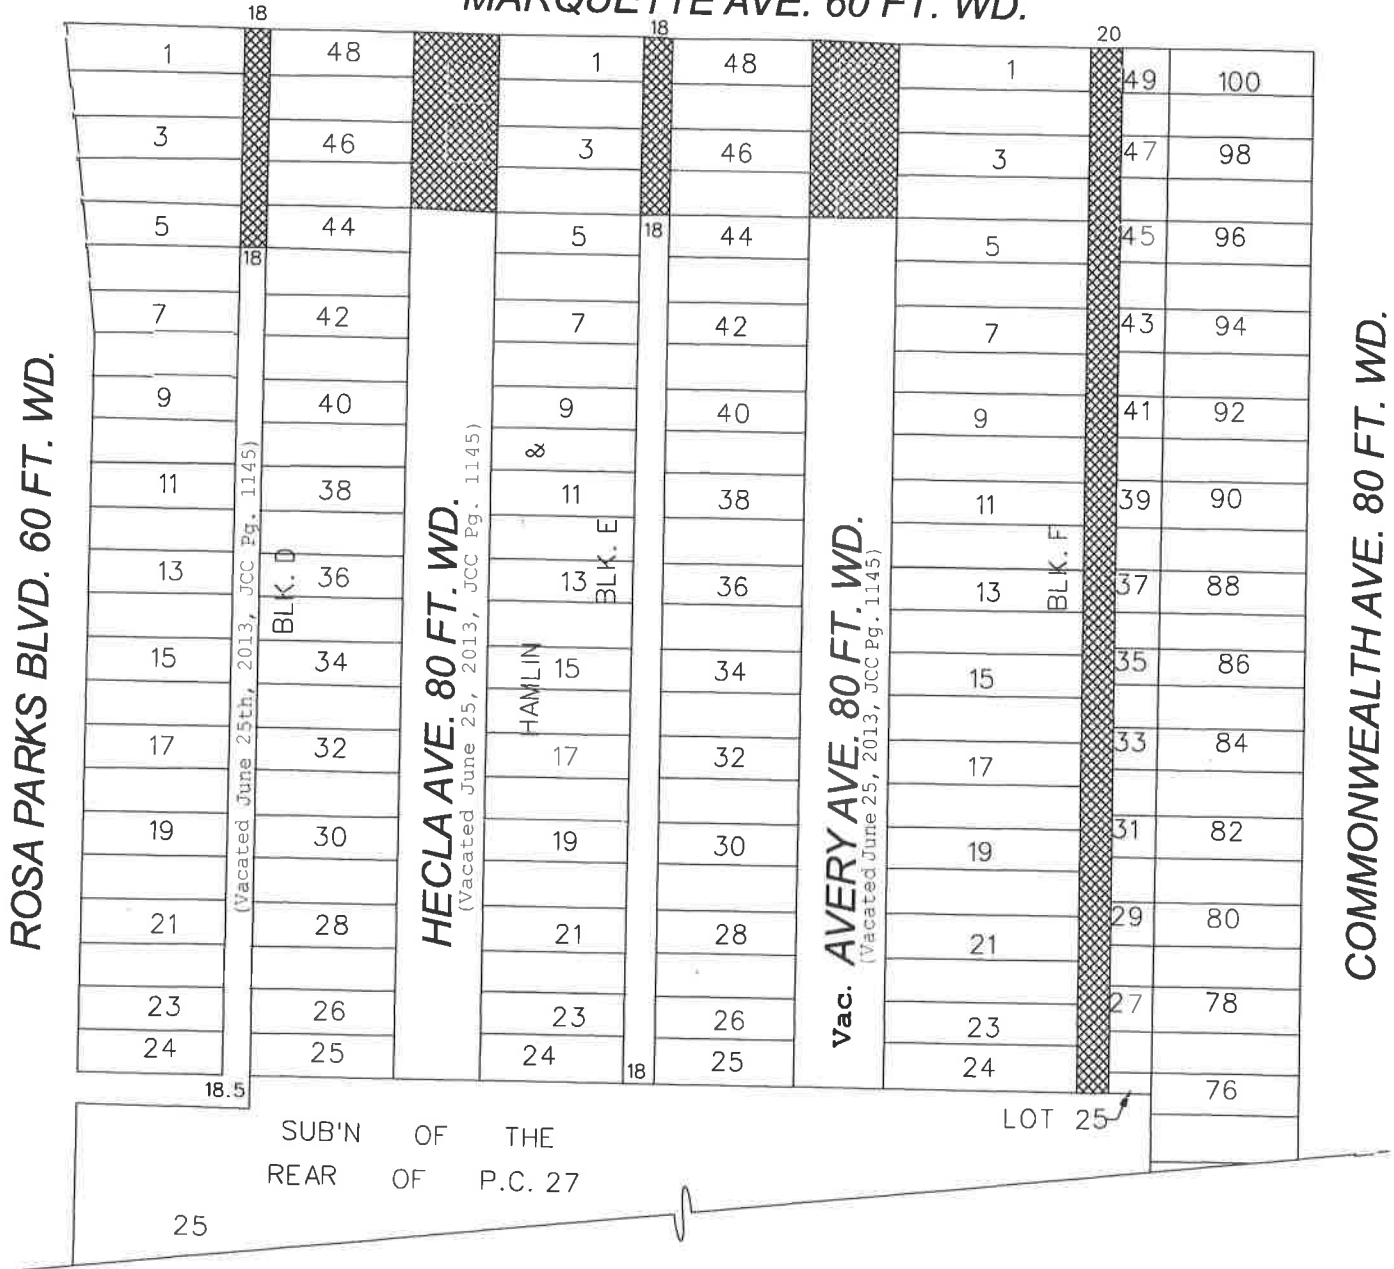 MARQUETTE AVE. 60 FT. WD.
18 18 20
1 48 1 48 1 49 100
3 46 3 46 3 47 98
5 44 5 18 44 5 45 96
18
7 42 7 42 7 43 94
9 40 9 40 9 41 92
11 38 11 38 11 39 90
13 36 13 36 13 37 88
15 34 15 34 15 35 86
17 32 17 32 17 33 84
19 30 19 30 19 31 82
21 28 21 28 21 29 80
23 26 23 26 23 27 78
24 25 24 18 25 24
18.5 76
ROSA PARKS BLVD. 60 FT. WD.
(Vacated June 25th, 2013, JCC Pg. 1145)
BLK. D
HECLA AVE. 80 FT. WD.
(Vacated June 25, 2013, JCC Pg. 1145)
HAMLIN &
BLK. E
Vac. AVERY AVE. 80 FT. WD.
(Vacated June 25, 2013, JCC Pg. 1145)
BLK. F
COMMONWEALTH AVE. 80 FT. WD.
LOT 25
SUB'N OF THE
REAR OF P.C. 27
25